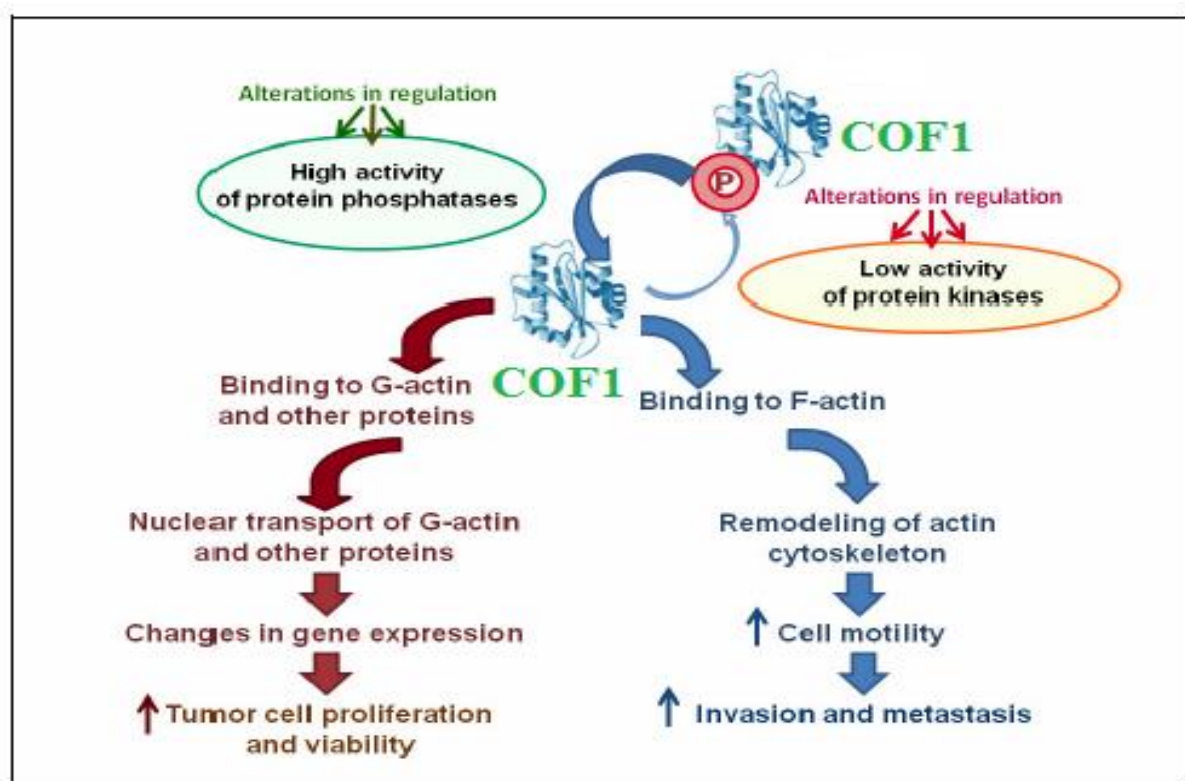 Alterations in regulation
High activity
of protein phosphatases
COF1
P
Alterations in regulation
Low activity
of protein kinases
COF1
Binding to G-actin
and other proteins
Binding to F-actin
Nuclear transport of G-actin
and other proteins
Remodeling of actin
cytoskeleton
Changes in gene expression
Cell motility
Tumor cell proliferation
and viability
Invasion and metastasis